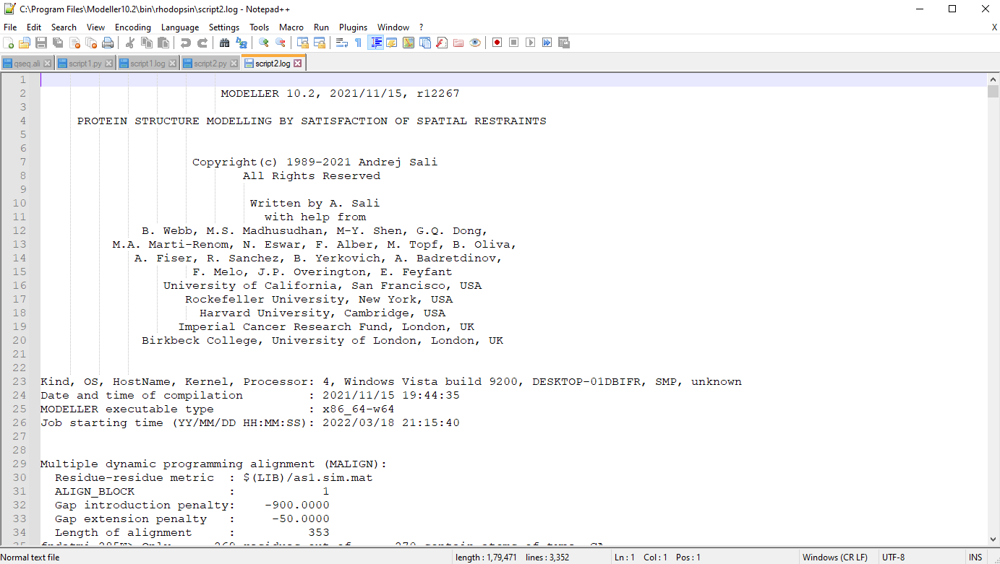 C:\Program Files\Modeller10.2\bin\rhodopsin\script2.log - Notepad++
File Edit Search View Encoding Language Settings Tools Macro Run Plugins Window ? X
qseq.ali script1.py script1.log script2.py script2.log
1
2 MODELLER 10.2, 2021/11/15, r12267
3
4 PROTEIN STRUCTURE MODELLING BY SATISFACTION OF SPATIAL RESTRAINTS
5
6
7 Copyright(c) 1989-2021 Andrej Sali
8 All Rights Reserved
9
10 Written by A. Sali
11 with help from
12 B. Webb, M.S. Madhusudhan, M-Y. Shen, G.Q. Dong,
13 M.A. Marti-Renom, N. Eswar, F. Alber, M. Topf, B. Oliva,
14 A. Fiser, R. Sanchez, B. Yerkovich, A. Badretdinov,
15 F. Melo, J.P. Overington, E. Feyfant
16 University of California, San Francisco, USA
17 Rockefeller University, New York, USA
18 Harvard University, Cambridge, USA
19 Imperial Cancer Research Fund, London, UK
20 Birkbeck College, University of London, London, UK
21
22
23 Kind, OS, HostName, Kernel, Processor: 4, Windows Vista build 9200, DESKTOP-01DBIFR, SMP, unknown
24 Date and time of compilation : 2021/11/15 19:44:35
25 MODELLER executable type : x86_64-w64
26 Job starting time (YY/MM/DD HH:MM:SS): 2022/03/18 21:15:40
27
28
29 Multiple dynamic programming alignment (MALIGN):
30 Residue-residue metric : $(LIB)/as1.sim.mat
31 ALIGN_BLOCK : 1
32 Gap introduction penalty: -900.0000
33 Gap extension penalty : -50.0000
34 Length of alignment : 353
Normal text file length : 1,79,471 lines : 3,352 Ln : 1 Col : 1 Pos : 1 Windows (CR LF) UTF-8 INS